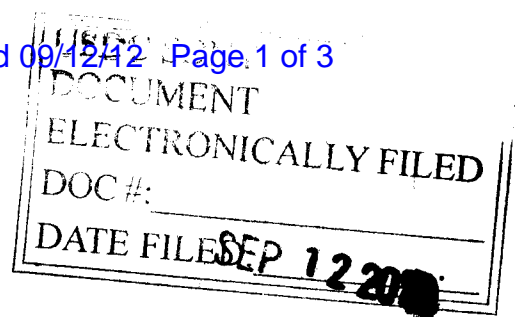 d 09/12/12 Page 1 of 3
DOCUMENT
ELECTRONICALLY FILED
DOC #:
DATE FILED SEP 12